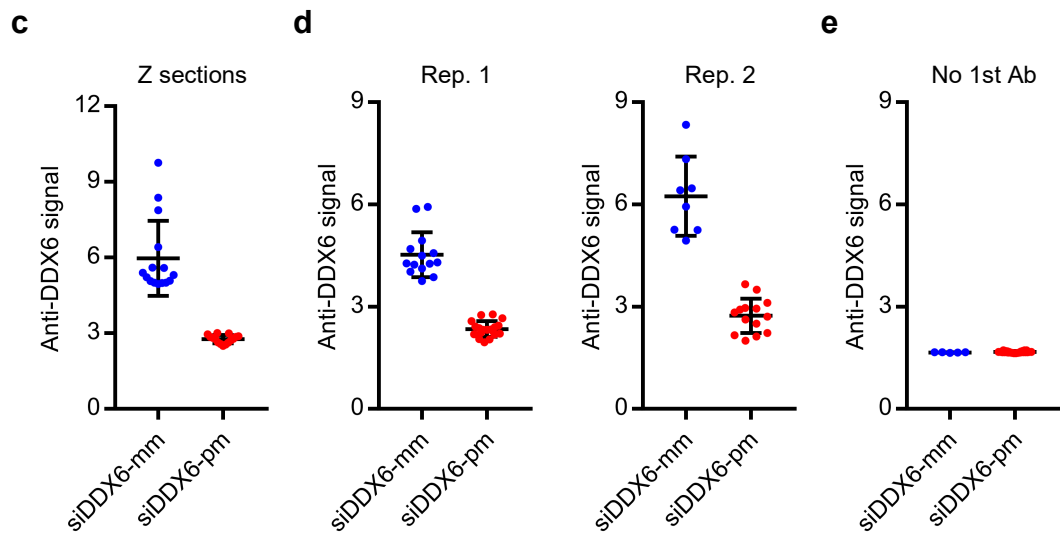 c
Z sections
Anti-DDX6 signal
12
9
6
3
0
siDDX6-mm
siDDX6-pm
d
Rep. 1
Anti-DDX6 signal
9
6
3
0
siDDX6-mm
siDDX6-pm
Rep. 2
Anti-DDX6 signal
9
6
3
0
siDDX6-mm
siDDX6-pm
e
No 1st Ab
Anti-DDX6 signal
9
6
3
0
siDDX6-mm
siDDX6-pm